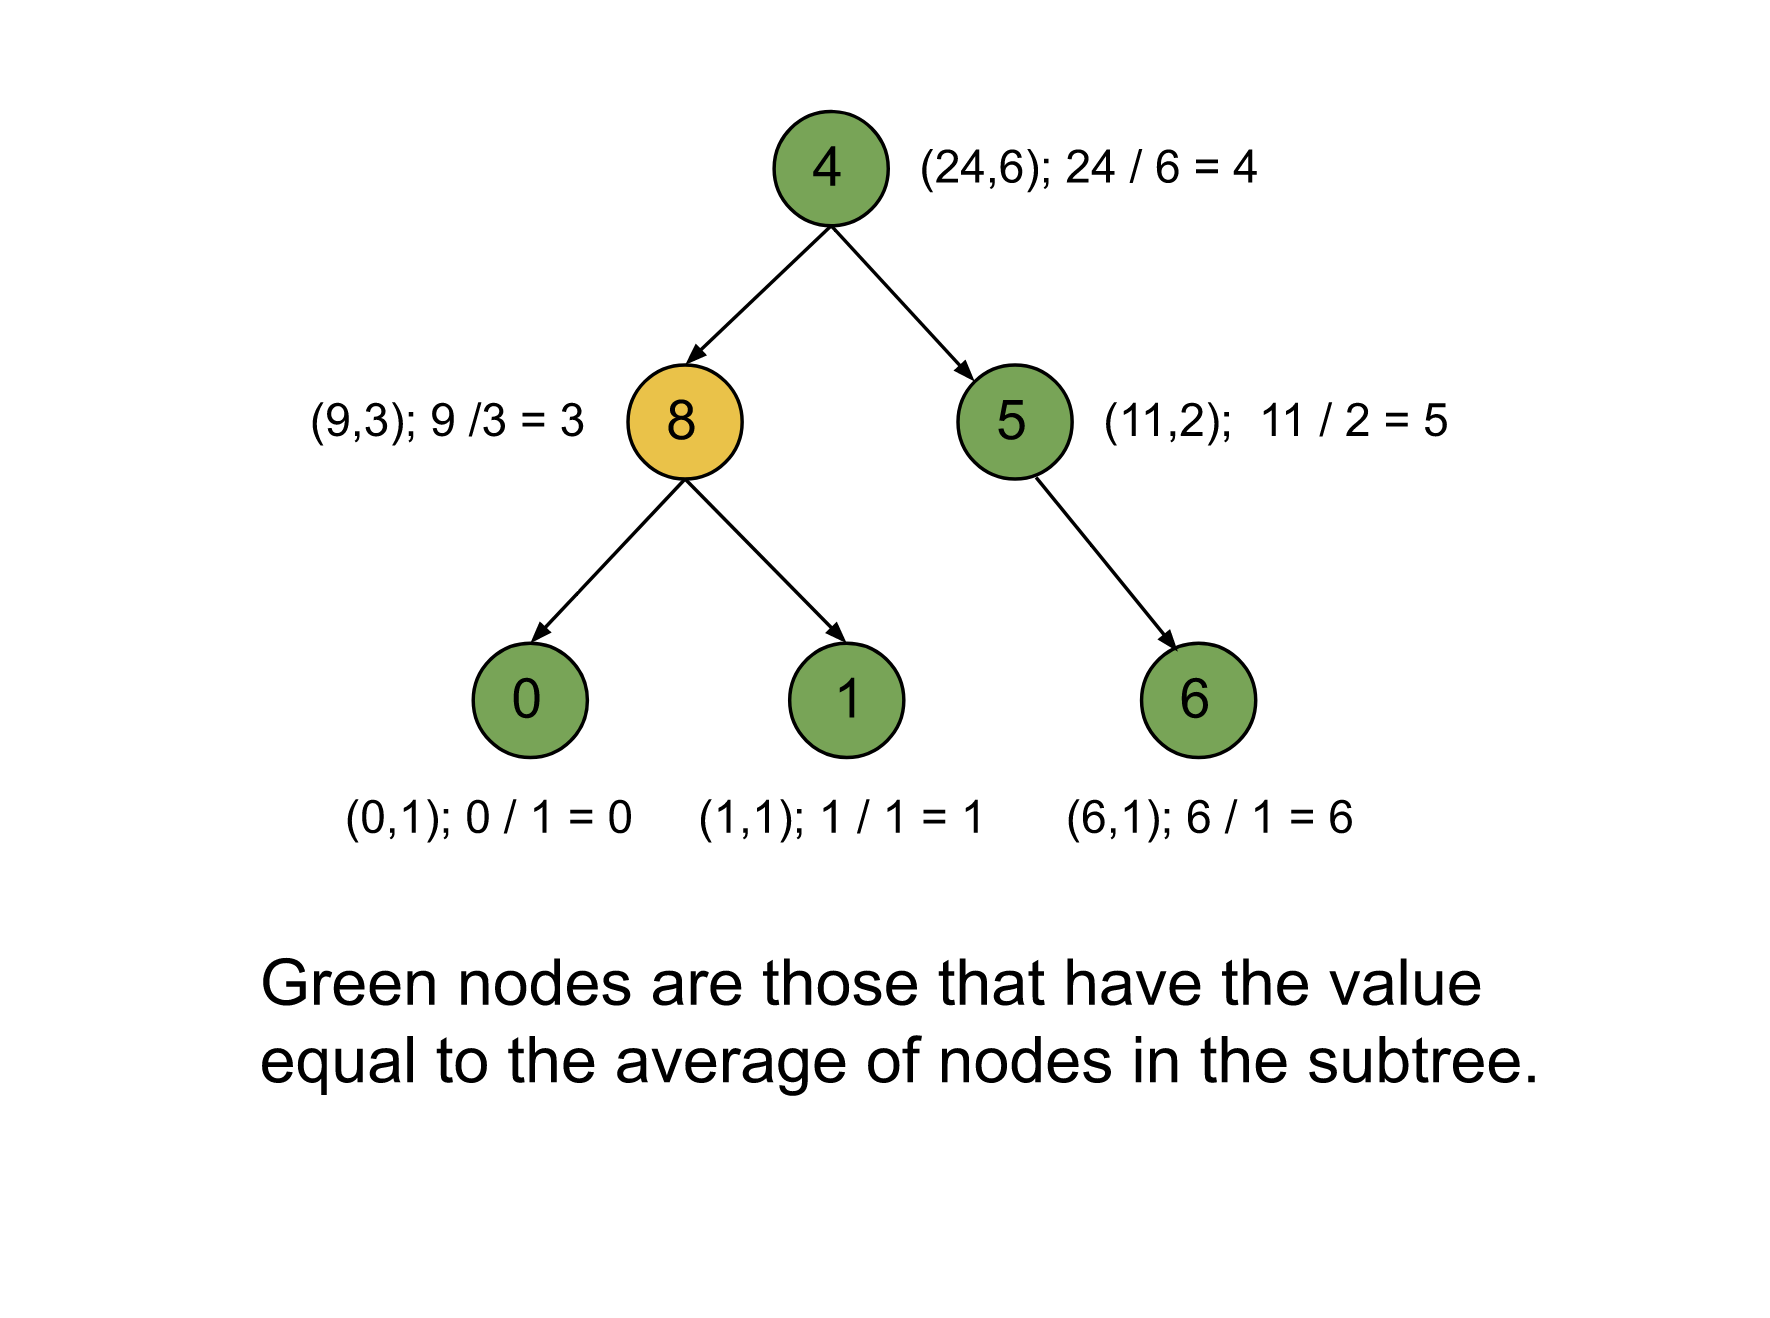 4 (24,6); 24 / 6 = 4
(9,3); 9 /3 = 3 8 5 (11,2);  11 / 2 = 5
0 1 6
(0,1); 0 / 1 = 0 (1,1); 1 / 1 = 1 (6,1); 6 / 1 = 6
Green nodes are those that have the value
equal to the average of nodes in the subtree.